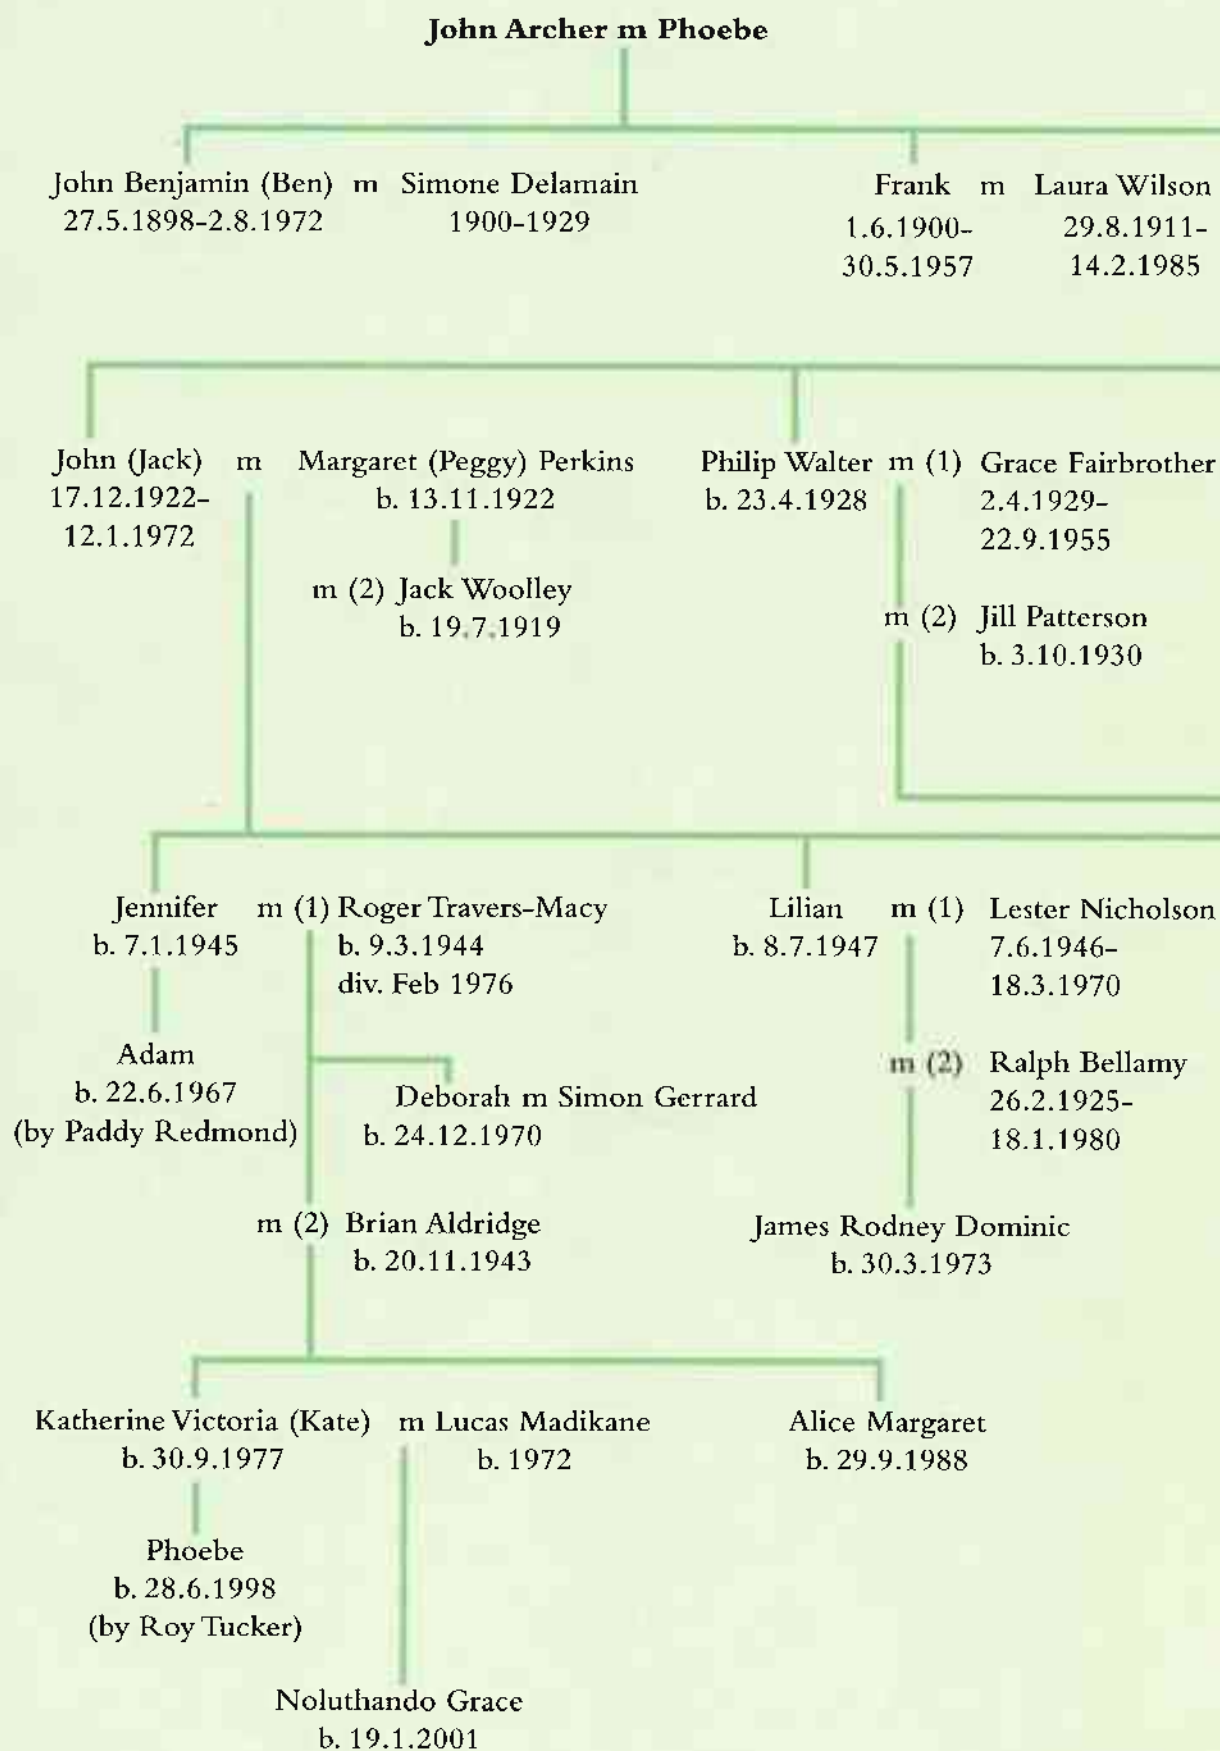 John Archer m Phoebe
John Benjamin (Ben) m Simone Delamain
27.5.1898-2.8.1972 1900-1929
Frank m Laura Wilson
1.6.1900- 29.8.1911-
30.5.1957 14.2.1985
John (Jack) m Margaret (Peggy) Perkins
17.12.1922- b. 13.11.1922
12.1.1972
m (2) Jack Woolley
b. 19.7.1919
Philip Walter m (1) Grace Fairbrother
b. 23.4.1928 2.4.1929-
22.9.1955
m (2) Jill Patterson
b. 3.10.1930
Jennifer m (1) Roger Travers-Macy
b. 7.1.1945 b. 9.3.1944
div. Feb 1976
Adam
b. 22.6.1967
(by Paddy Redmond)
Deborah m Simon Gerrard
b. 24.12.1970
m (2) Brian Aldridge
b. 20.11.1943
Lilian m (1) Lester Nicholson
b. 8.7.1947 7.6.1946-
18.3.1970
m (2) Ralph Bellamy
26.2.1925-
18.1.1980
James Rodney Dominic
b. 30.3.1973
Katherine Victoria (Kate) m Lucas Madikane
b. 30.9.1977 b. 1972
Alice Margaret
b. 29.9.1988
Phoebe
b. 28.6.1998
(by Roy Tucker)
Noluthando Grace
b. 19.1.2001